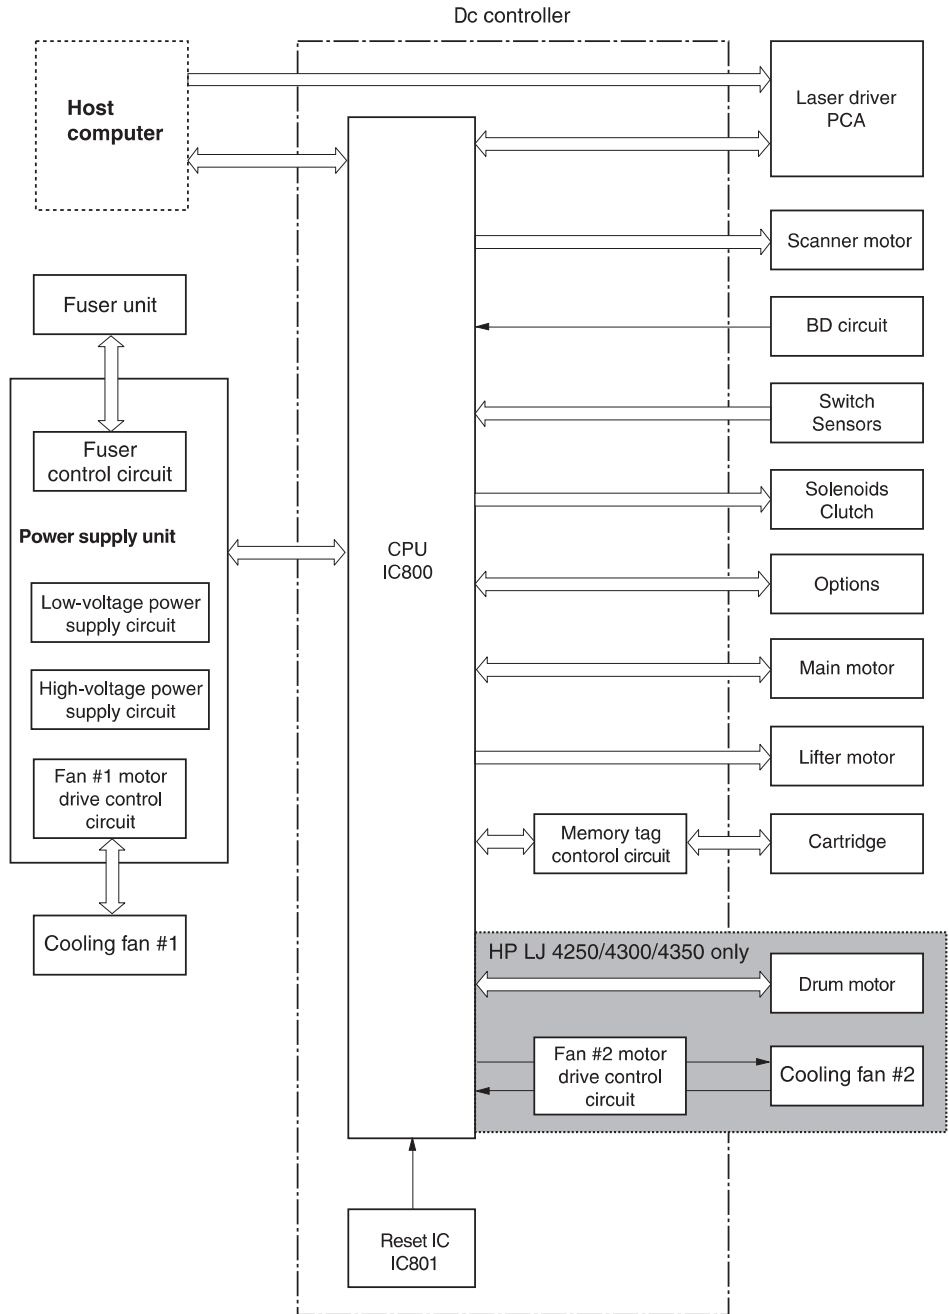 Dc controller
Host
computer
Laser driver
PCA
Scanner motor
Fuser unit
BD circuit
Switch
Sensors
Fuser
control circuit
Solenoids
Clutch
Power supply unit
CPU
IC800
Options
Low-voltage power
supply circuit
Main motor
High-voltage power
supply circuit
Lifter motor
Fan #1 motor
drive control
circuit
Memory tag
contorol circuit
Cartridge
Cooling fan #1
HP LJ 4250/4300/4350 only
Drum motor
Fan #2 motor
drive control
circuit
Cooling fan #2
Reset IC
IC801